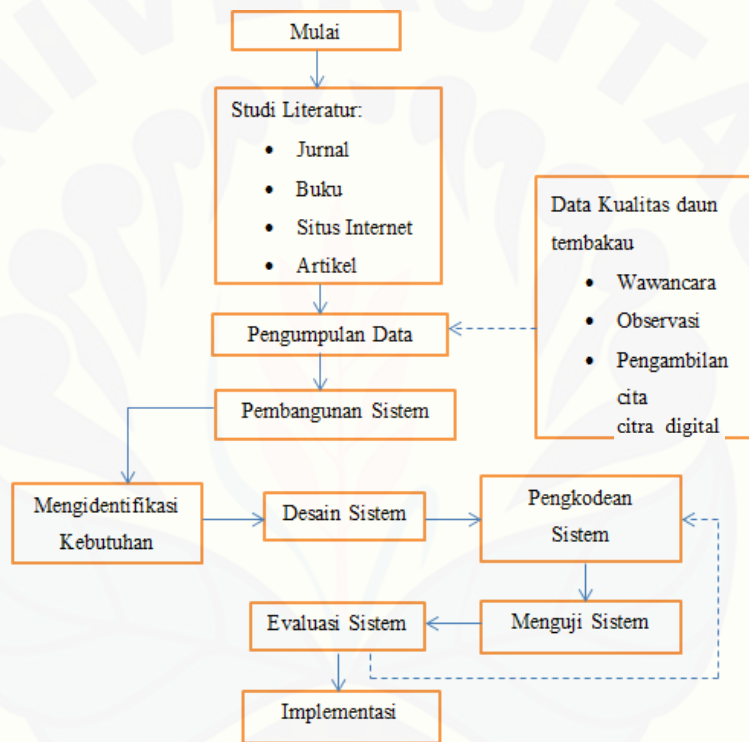 UNIVERSITAS
Mulai
Studi Literatur:
• Jurnal
• Buku
• Situs Internet
• Artikel
Data Kualitas daun
tembakau
• Wawancara
• Observasi
• Pengambilan
cita
citra digital
Pengumpulan Data
Pembangunan Sistem
Mengidentifikasi
Kebutuhan
Desain Sistem
Pengkodean
Sistem
Evaluasi Sistem
Menguji Sistem
Implementasi